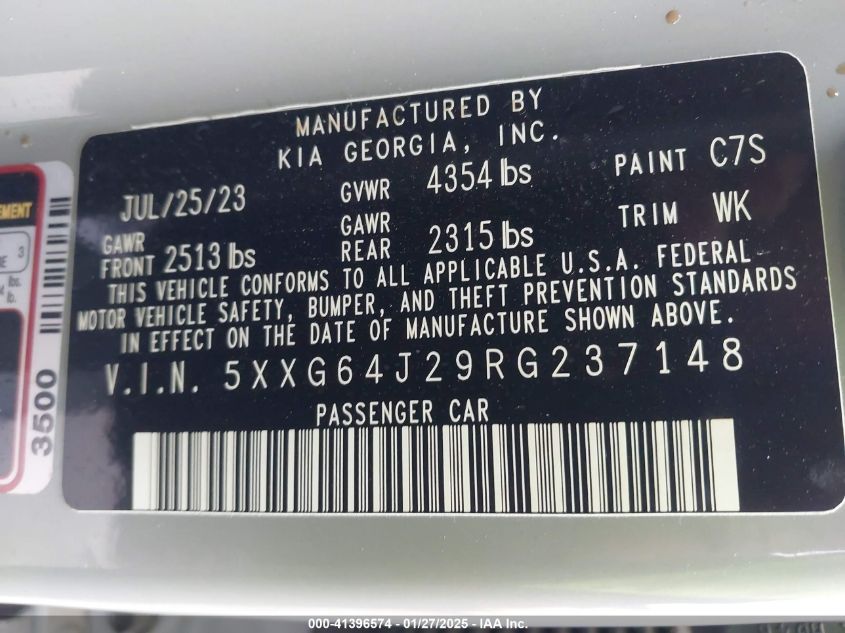 MANUFACTURED BY
KIA GEORGIA, INC.
JUL/25/23 GVWR 4354 lbs PAINT C7S
GAWR FRONT 2513 lbs GAWR REAR 2315 lbs TRIM WK
THIS VEHICLE CONFORMS TO ALL APPLICABLE U.S.A. FEDERAL
MOTOR VEHICLE SAFETY, BUMPER, AND THEFT PREVENTION STANDARDS
IN EFFECT ON THE DATE OF MANUFACTURE SHOWN ABOVE.
V.I.N. 5XXG64J29RG237148
PASSENGER CAR
3
lbs.
lb.
3500
000-41396574 - 01/27/2025 - IAA Inc.